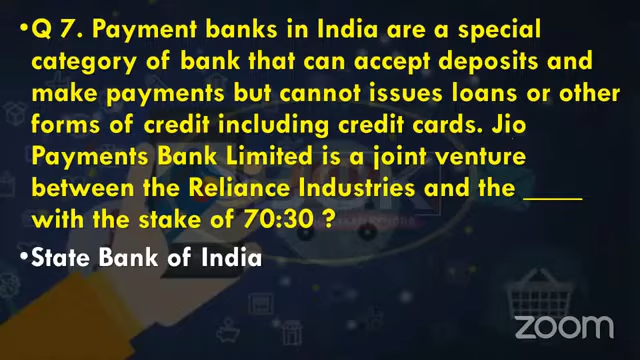 •Q 7. Payment banks in India are a special
category of bank that can accept deposits and
make payments but cannot issues loans or other
forms of credit including credit cards. Jio
Payments Bank Limited is a joint venture
between the Reliance Industries and the _____
with the stake of 70:30 ?
•State Bank of India
zoom